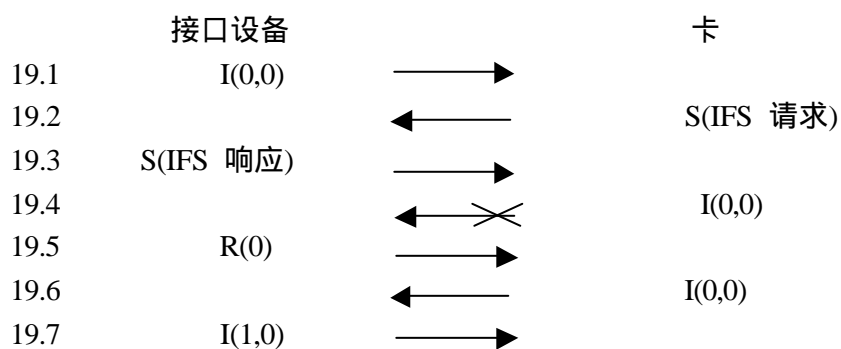 接口设备 卡
19.1 I(0,0)
19.2 S(IFS 请求)
19.3 S(IFS 响应)
19.4 I(0,0)
19.5 R(0)
19.6 I(0,0)
19.7 I(1,0)